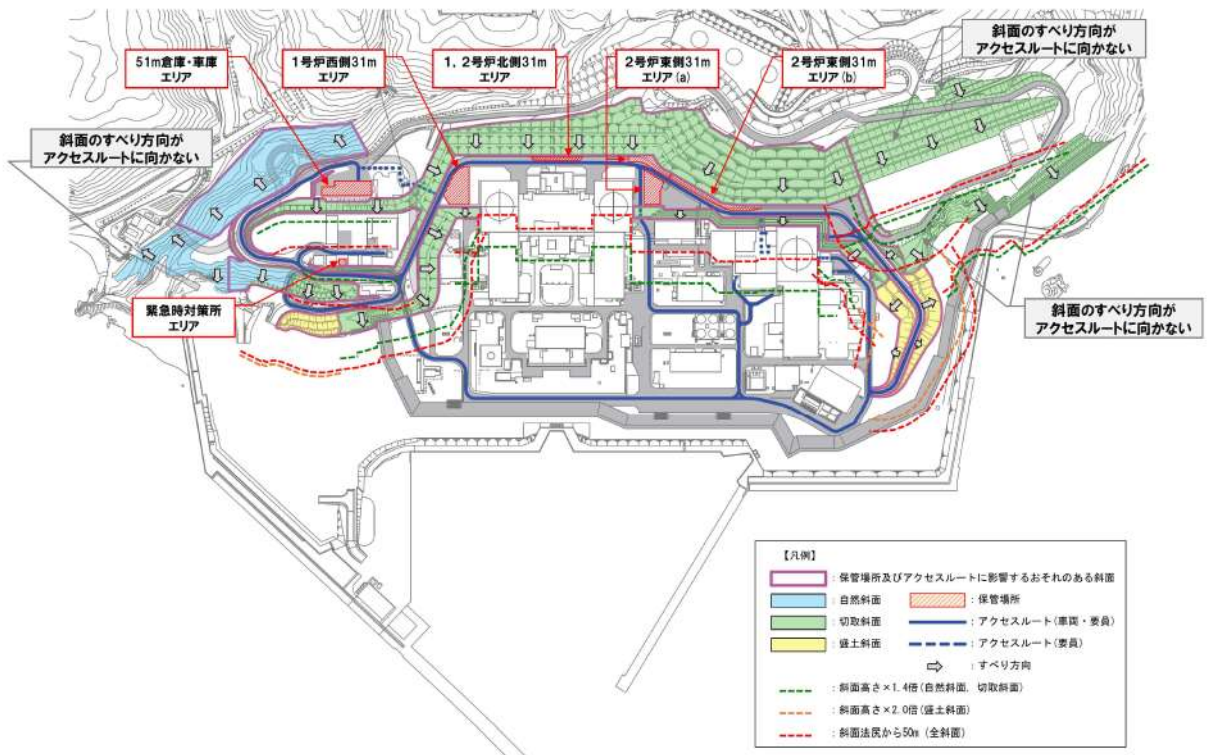 斜面のすべり方向が
アクセスルートに向かない
51m倉庫・車庫
エリア
1号炉西側31m
エリア
1,2号炉北側31m
エリア
2号炉東側31m
エリア(a)
2号炉東側31m
エリア(b)
斜面のすべり方向が
アクセスルートに向かない
緊急時対策所
エリア
斜面のすべり方向が
アクセスルートに向かない
【凡例】
：保管場所及びアクセスルートに影響するおそれのある斜面
：自然斜面
：保管場所
：切取斜面
：アクセスルート(車両・要員)
：盛土斜面
：アクセスルート(要員)
：すべり方向
：斜面高さ×1.4倍(自然斜面，切取斜面)
：斜面高さ×2.0倍(盛土斜面)
：斜面法尻から50m (全斜面)